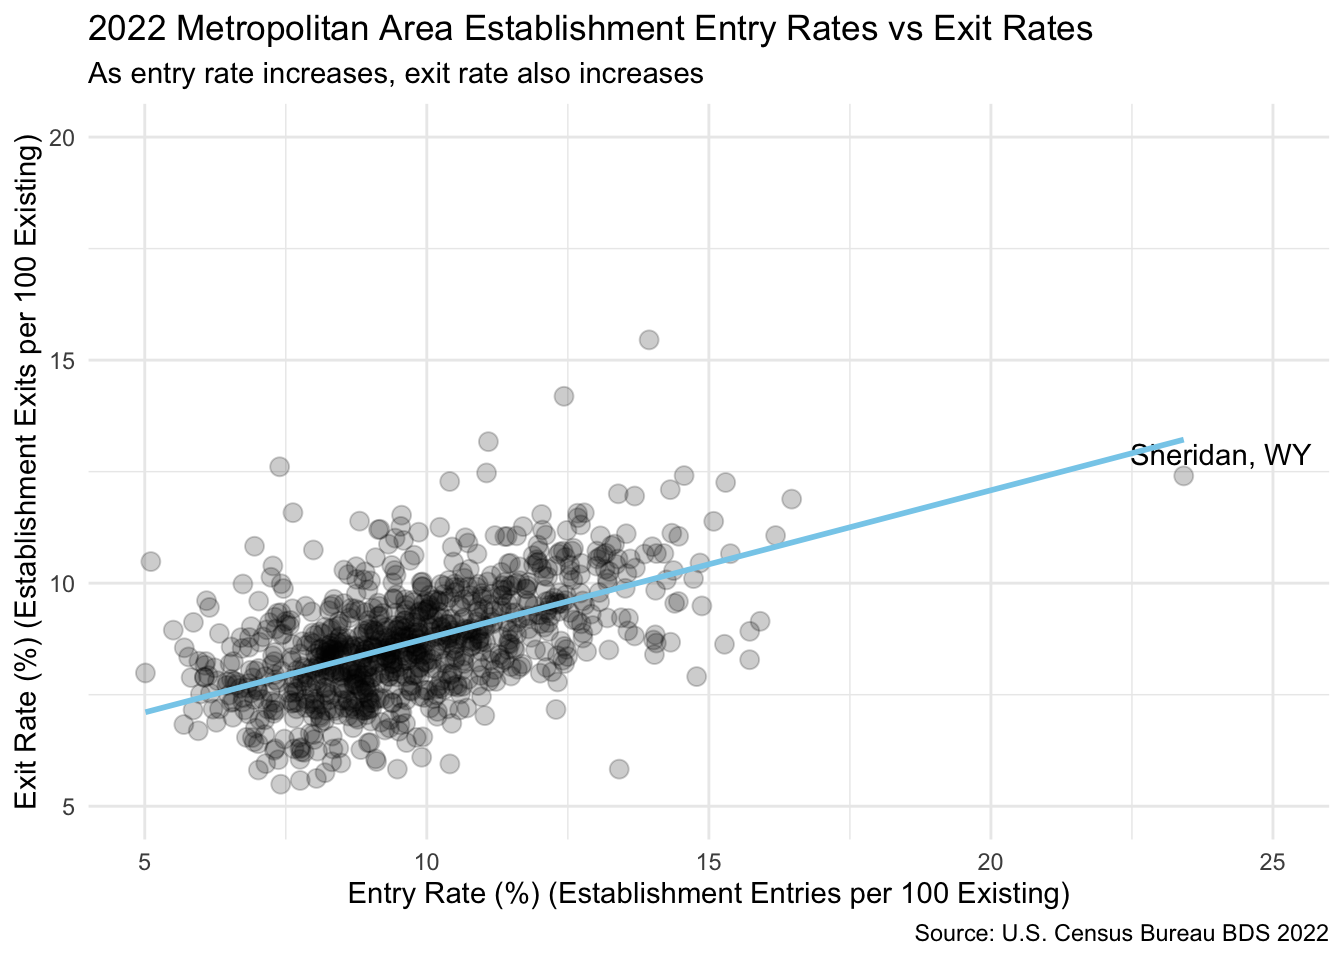 2022 Metropolitan Area Establishment Entry Rates vs Exit Rates
As entry rate increases, exit rate also increases
Exit Rate (%) (Establishment Exits per 100 Existing)
20
15
10
5
Sheridan, WY
5 10 15 20 25
Entry Rate (%) (Establishment Entries per 100 Existing)
Source: U.S. Census Bureau BDS 2022